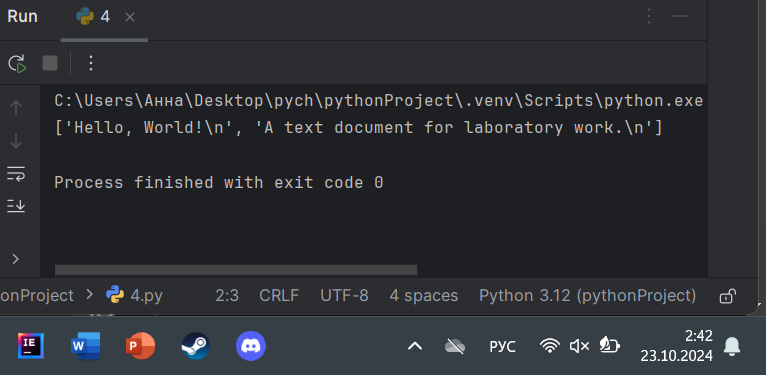 Run 4
C:\Users\Анна\Desktop\pych\pythonProject\.venv\Scripts\python.exe
['Hello, World!\n', 'A text document for laboratory work.\n']
Process finished with exit code 0
onProject > 4.py 2:3 CRLF UTF-8 4 spaces Python 3.12 (pythonProject)
IE W P РУС 2:42
23.10.2024